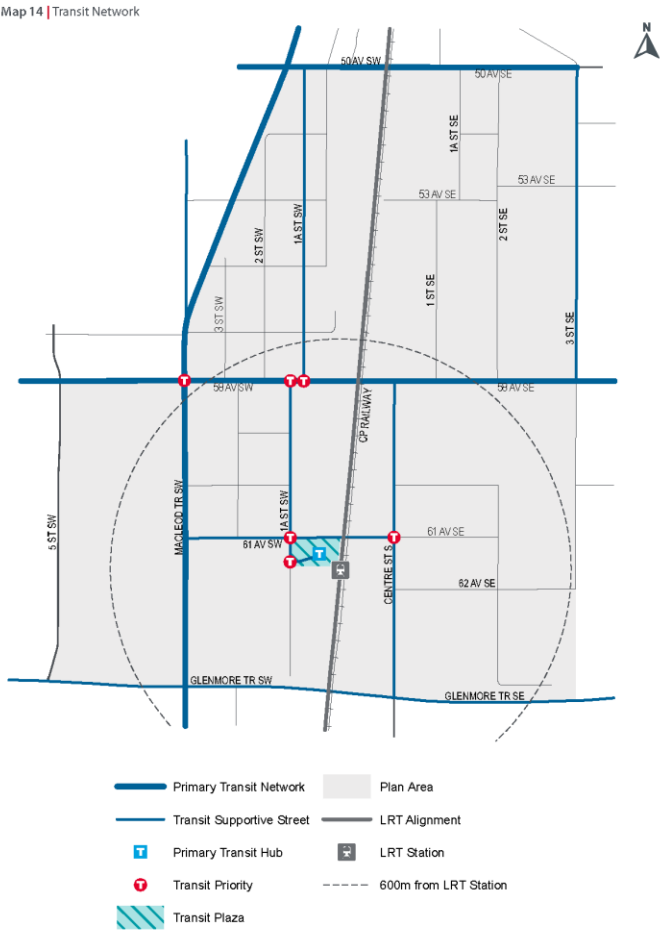 Map 14 | Transit Network
N
50 AV SW
50 AV SE
1A ST SE
53 AV SE
53 AV SE
2 ST SW
1A ST SW
2 ST SE
1 ST SE
3 ST SW
3 ST SE
58 AV SE
CP RAILWAY
MACLEOD TR SW
1A ST SW
5 ST SW
61 AV SW
61 AV SE
CENTRE ST S
62 AV SE
GLENMORE TR SW
GLENMORE TR SE
Primary Transit Network
Plan Area
Transit Supportive Street
LRT Alignment
T
Primary Transit Hub
LRT Station
T
Transit Priority
600m from LRT Station
Transit Plaza